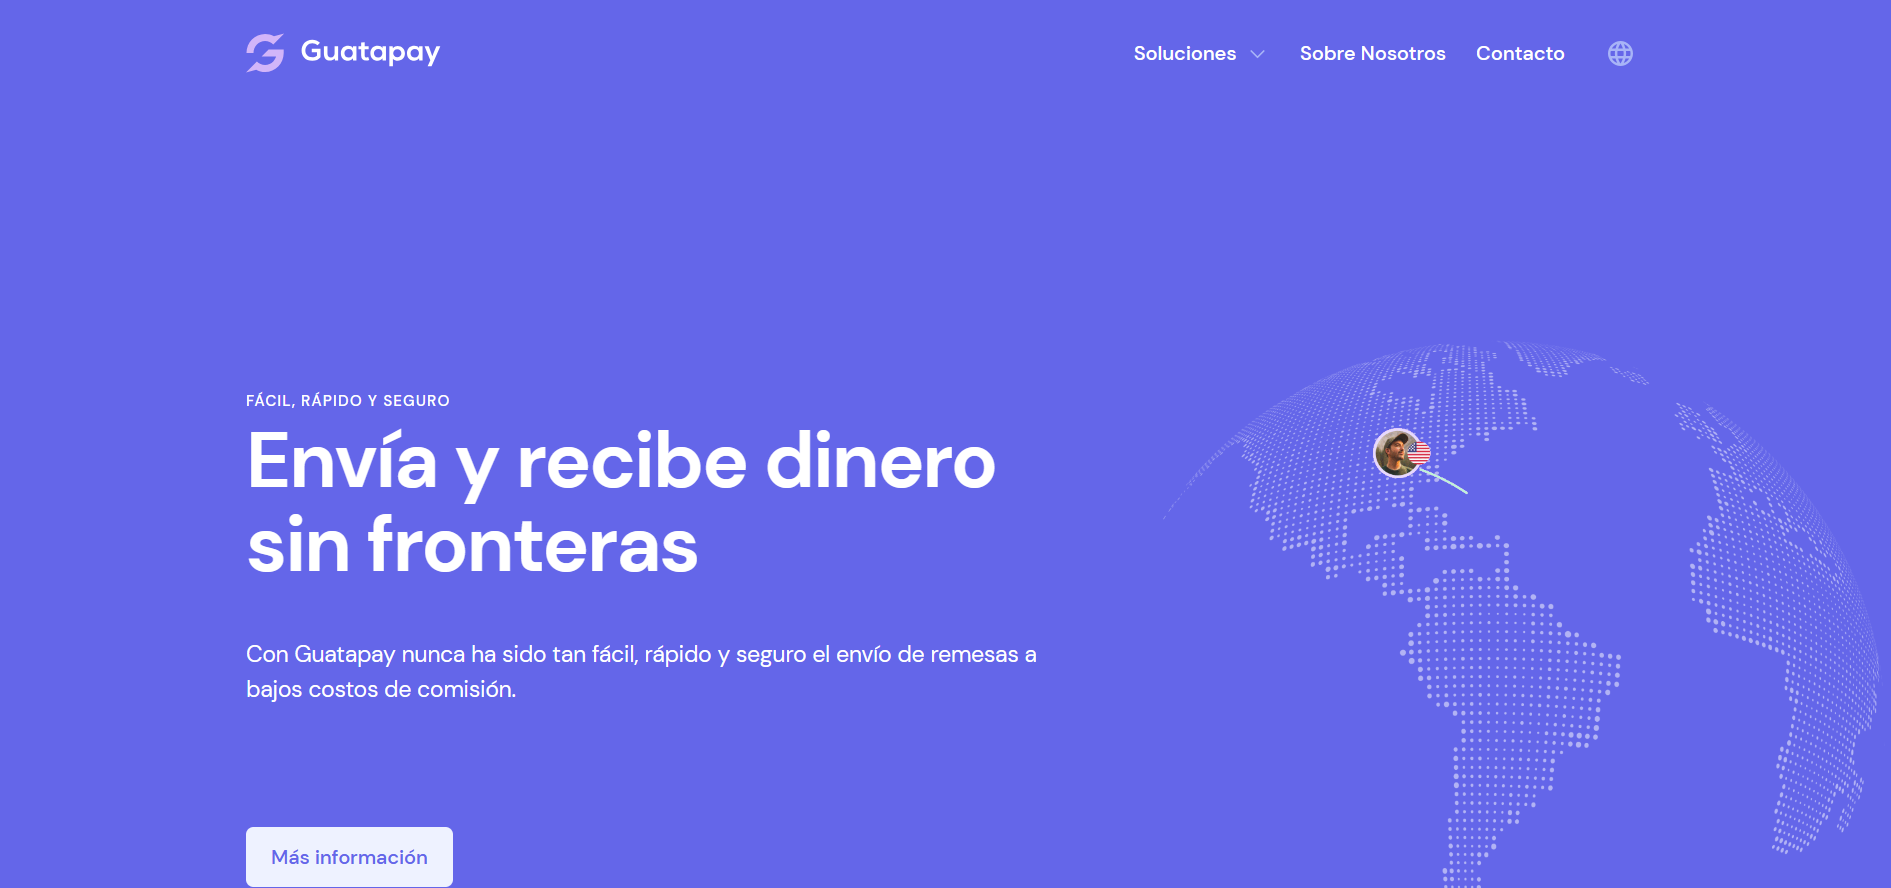 Guatapay
Soluciones
Sobre Nosotros
Contacto
FÁCIL, RÁPIDO Y SEGURO
Envía y recibe dinero
sin fronteras
Con Guatapay nunca ha sido tan fácil, rápido y seguro el envío de remesas a
bajos costos de comisión.
Más información